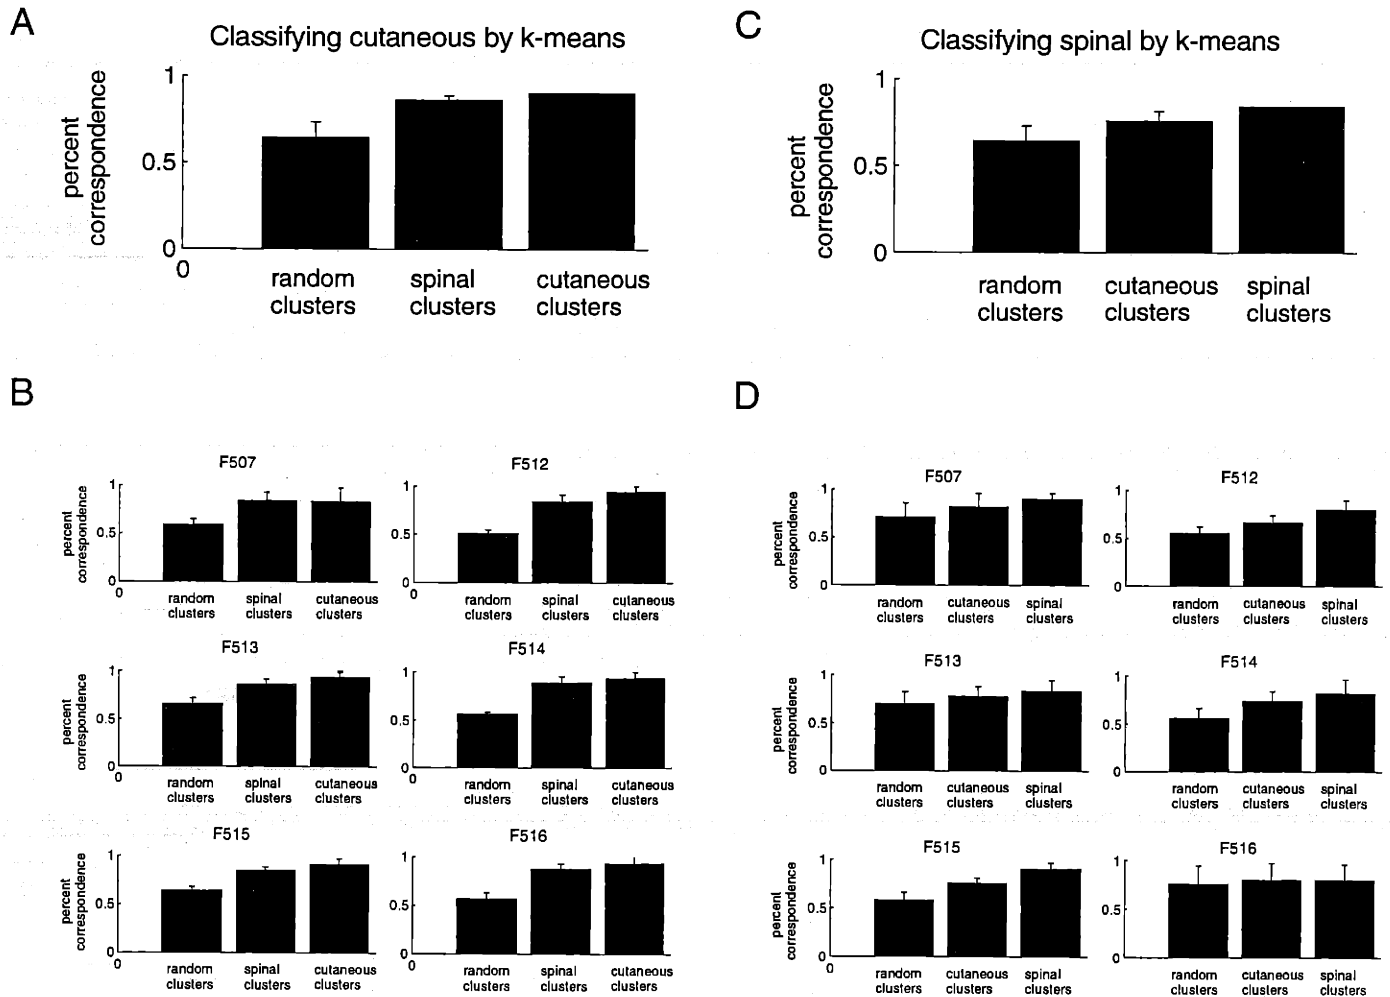 A
Classifying cutaneous by k-means
percent
correspondence
1
0.5
0
0
random
clusters
spinal
clusters
cutaneous
clusters
C
Classifying spinal by k-means
percent
correspondence
1
0.5
0
random
clusters
cutaneous
clusters
spinal
clusters
B
F507
percent
correspondence
1
0.5
0
0
random
clusters
spinal
clusters
cutaneous
clusters
F512
1
0.5
0
0
random
clusters
spinal
clusters
cutaneous
clusters
F513
percent
correspondence
1
0.5
0
0
random
clusters
spinal
clusters
cutaneous
clusters
F514
1
0.5
0
0
random
clusters
spinal
clusters
cutaneous
clusters
F515
percent
correspondence
1
0.5
0
0
random
clusters
spinal
clusters
cutaneous
clusters
F516
1
0.5
0
0
random
clusters
spinal
clusters
cutaneous
clusters
D
F507
percent
correspondence
1
0.5
0
random
clusters
cutaneous
clusters
spinal
clusters
F512
1
0.5
0
random
clusters
cutaneous
clusters
spinal
clusters
F513
percent
correspondence
1
0.5
0
random
clusters
cutaneous
clusters
spinal
clusters
F514
1
0.5
0
random
clusters
cutaneous
clusters
spinal
clusters
F515
percent
correspondence
1
0.5
0
0
random
clusters
cutaneous
clusters
spinal
clusters
F516
1
0.5
0
random
clusters
cutaneous
clusters
spinal
clusters